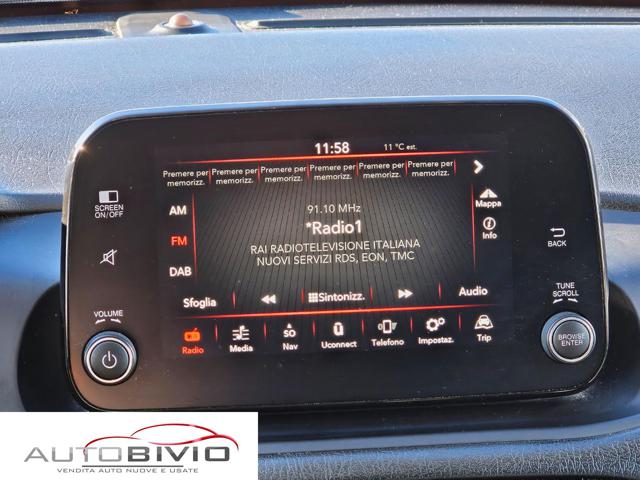 11:58 11 °C est.
Premere per memorizz. Premere per memorizz. Premere per memorizz. Premere per memorizz. Premere per memorizz. Premere per memorizz.
SCREEN ON/OFF
AM
FM
DAB
91.10 MHz
*Radio1
RAI RADIOTELEVISIONE ITALIANA
NUOVI SERVIZI RDS, EON, TMC
Mappa
Info
BACK
Sfoglia Sintonizz. Audio
VOLUME
TUNE SCROLL
BROWSE ENTER
Radio Media SO Nav Uconnect Telefono Impostaz. Trip
AUTOBIVIO
VENDITA AUTO NUOVE E USATE